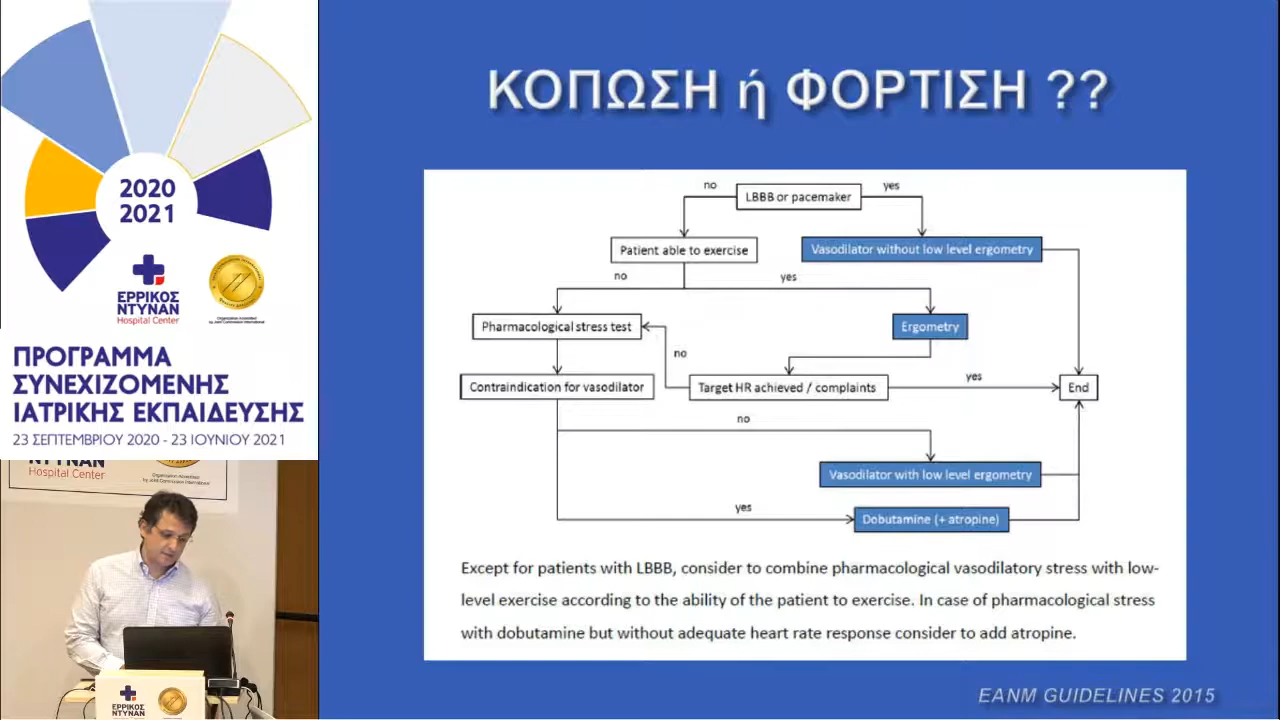 2020
2021
ΕΡΡΙΚΟΣ
ΝΤΥΝΑΝ
Hospital Center
ΠΡΟΓΡΑΜΜΑ
ΣΥΝΕΧΙΖΟΜΕΝΗΣ
ΙΑΤΡΙΚΗΣ ΕΚΠΑΙΔΕΥΣΗΣ
23 ΣΕΠΤΕΜΒΡΙΟΥ 2020 - 23 ΙΟΥΝΙΟΥ 2021
ΝΤΥΝΑΝ
Hospital Center
ΕΡΡΙΚΟΣ
ΝΤΥΝΑΝ
ΚΟΠΩΣΗ ή ΦΟΡΤΙΣΗ ??
no
LBBB or pacemaker
yes
Patient able to exercise
Vasodilator without low level ergometry
no
yes
Pharmacological stress test
Ergometry
no
Contraindication for vasodilator
Target HR achieved / complaints
yes
End
no
Vasodilator with low level ergometry
yes
Dobutamine (+ atropine)
Except for patients with LBBB, consider to combine pharmacological vasodilatory stress with low-
level exercise according to the ability of the patient to exercise. In case of pharmacological stress
with dobutamine but without adequate heart rate response consider to add atropine.
EANM GUIDELINES 2015